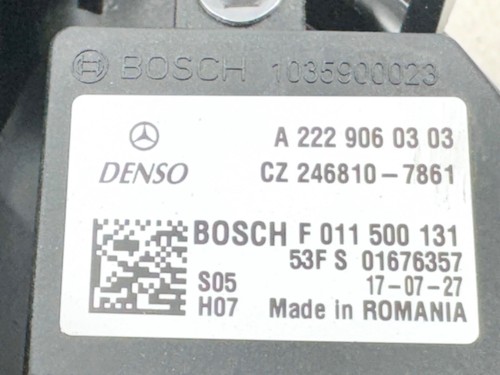 BOSCH 1035900023
A 222 906 03 03
DENSO CZ 246810-7861
BOSCH F 011 500 131
53F S 01676357
S05 17-07-27
H07 Made in ROMANIA